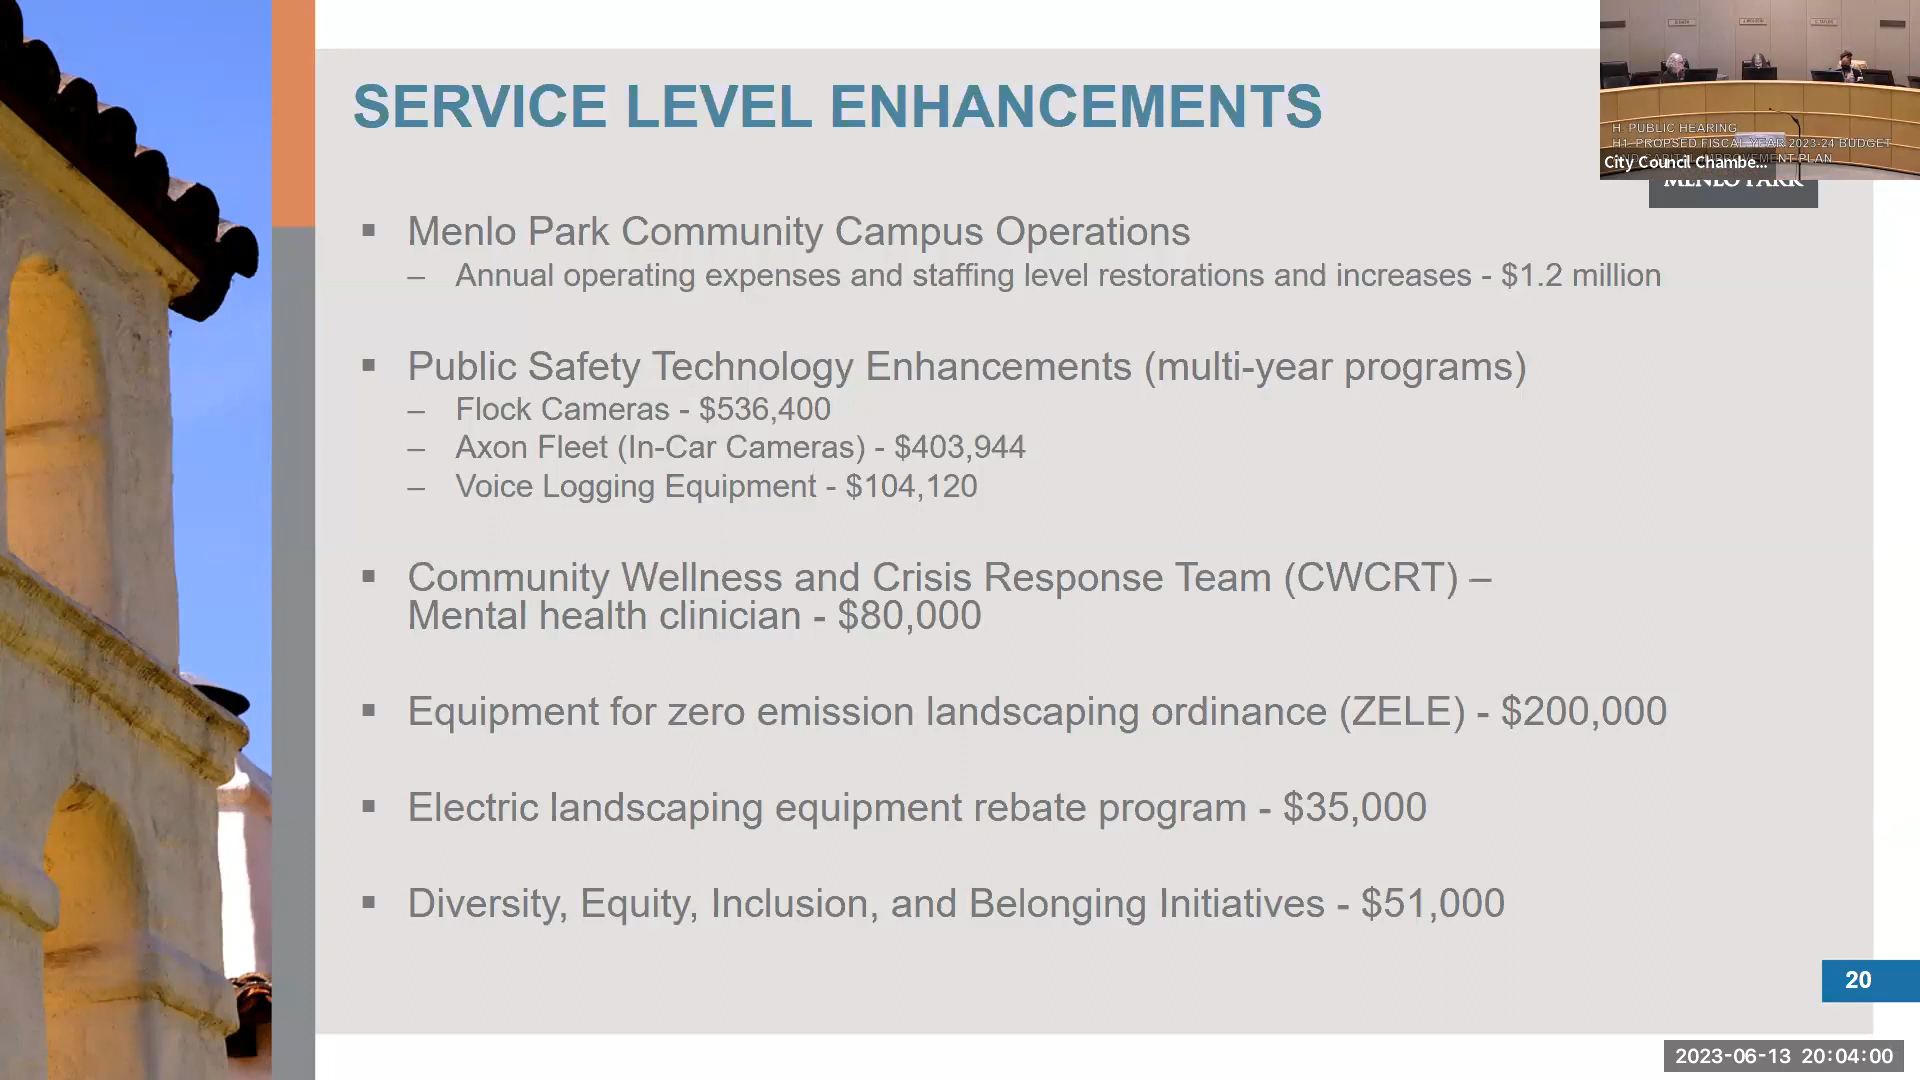 SERVICE LEVEL ENHANCEMENTS
H. PUBLIC HEARING
H1. PROPSED FISCAL YEAR 2023-24 BUDGET
City Council Chambe...
MENT PLAN
MENLO PARK
▪ Menlo Park Community Campus Operations
– Annual operating expenses and staffing level restorations and increases - $1.2 million
▪ Public Safety Technology Enhancements (multi-year programs)
– Flock Cameras - $536,400
– Axon Fleet (In-Car Cameras) - $403,944
– Voice Logging Equipment - $104,120
▪ Community Wellness and Crisis Response Team (CWCRT) –
Mental health clinician - $80,000
▪ Equipment for zero emission landscaping ordinance (ZELE) - $200,000
▪ Electric landscaping equipment rebate program - $35,000
▪ Diversity, Equity, Inclusion, and Belonging Initiatives - $51,000
20
2023-06-13 20:04:00